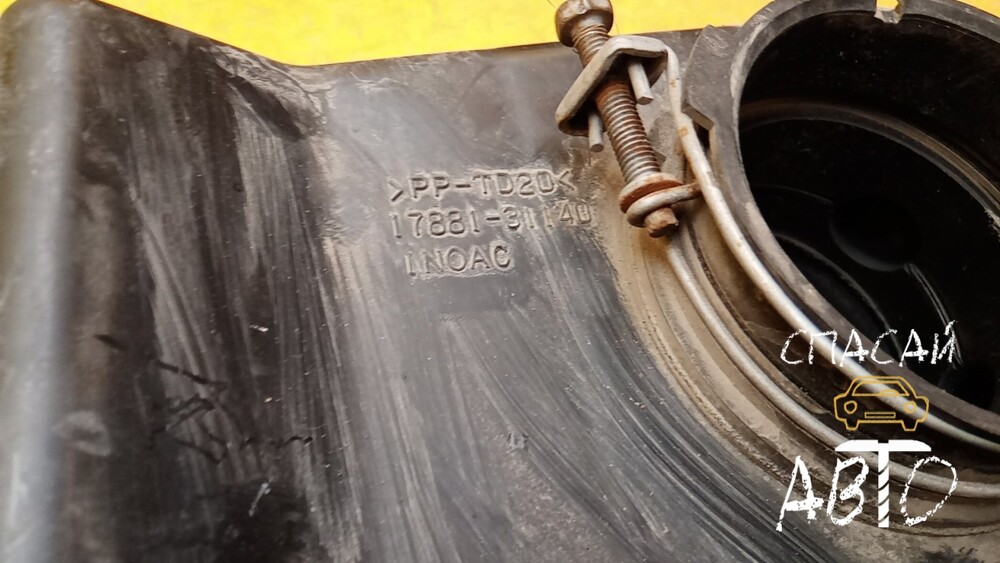 >PP-TD20<
17881-31140
INOAC
СПАСАЙ
АВТО